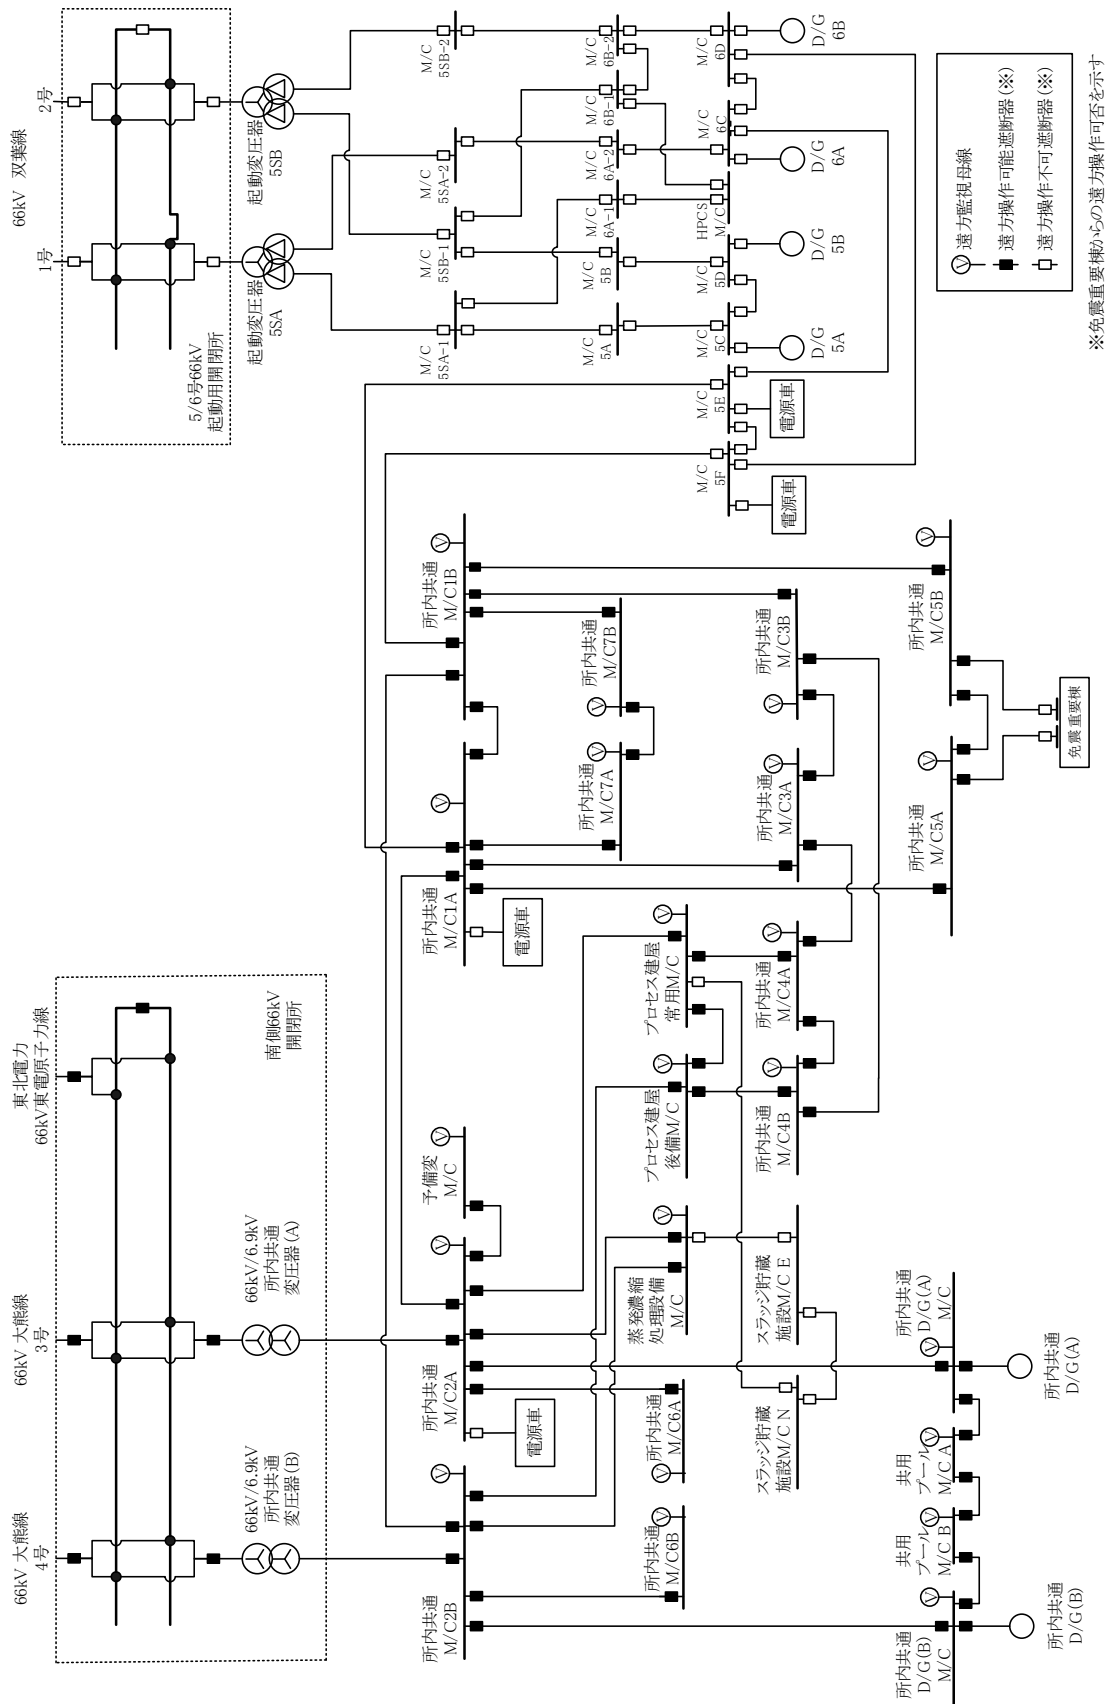 66kV 大熊線
4号
66kV 大熊線
3号
東北電力
66kV東電原子力線
南側66kV
開閉所
66kV/6.9kV
所内共通
変圧器(B)
66kV/6.9kV
所内共通
変圧器(A)
66kV 双葉線
1号
2号
5/6号66kV
起動用開閉所
起動変圧器
5SA
起動変圧器
5SB
所内共通
M/C2B
V
所内共通
M/C2A
V
電源車
予備変
M/C
V
所内共通
M/C1A
V
電源車
所内共通
M/C1B
V
M/C
5SA-1
M/C
5SB-1
M/C
5SA-2
M/C
5SB-2
所内共通
M/C6B
V
所内共通
M/C6A
V
蒸発濃縮
処理設備
M/C
V
プロセス建屋
後備M/C
V
プロセス建屋
常用M/C
V
所内共通
M/C7A
V
所内共通
M/C7B
V
M/C
5A
M/C
5B
M/C
6A-1
M/C
6A-2
M/C
6B-1
M/C
6B-2
スラッジ貯蔵
施設M/C N
スラッジ貯蔵
施設M/C E
所内共通
M/C4B
V
所内共通
M/C4A
V
所内共通
M/C3A
V
所内共通
M/C3B
V
M/C
5F
電源車
M/C
5E
電源車
M/C
5C
M/C
5D
HPCS
M/C
M/C
6C
M/C
6D
D/G
5A
D/G
5B
D/G
6A
D/G
6B
所内共通
D/G(B)
M/C
V
共用
プール
M/C B
V
共用
プール
M/C A
V
所内共通
D/G(A)
M/C
V
所内共通
M/C5A
V
所内共通
M/C5B
V
所内共通
D/G(B)
所内共通
D/G(A)
免震重要棟
V 遠方監視母線
遠方操作可能遮断器(※)
遠方操作不可遮断器(※)
※免震重要棟からの遠方操作可否を示す